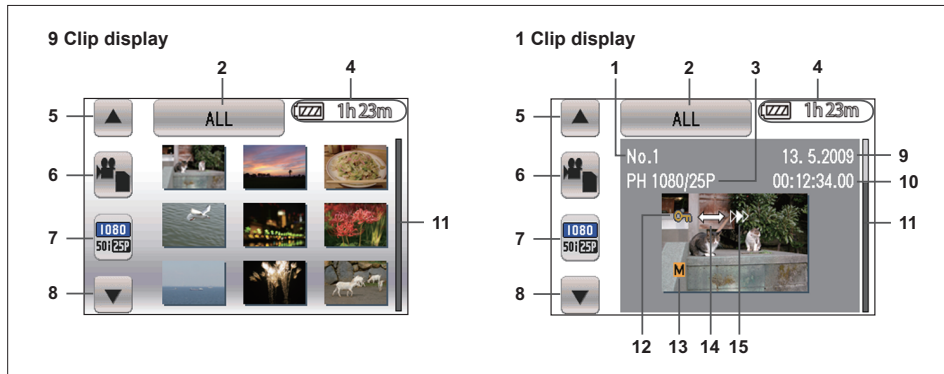 9 Clip display
2
4
5
ALL
1h23m
6
7
1080
50i 25P
8
11
1 Clip display
1
2
3
4
5
ALL
1h23m
No.1
13. 5.2009
9
6
PH 1080/25P
00:12:34.00
10
11
7
1080
50i 25P
M
8
12
13
14
15